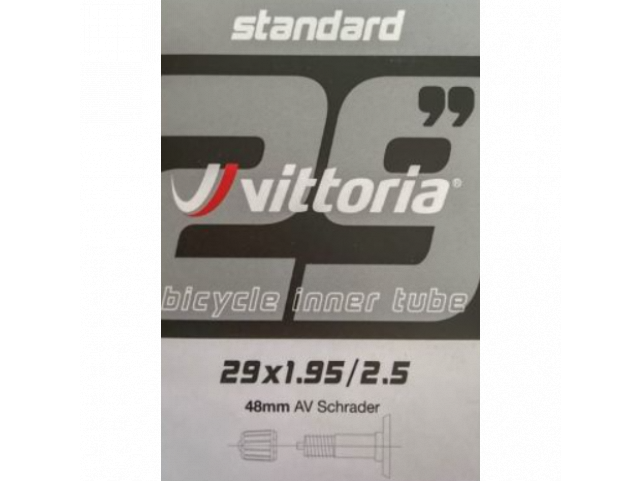 standard
29”
vittoria®
bicycle inner tube
29x1.95/2.5
48mm AV Schrader